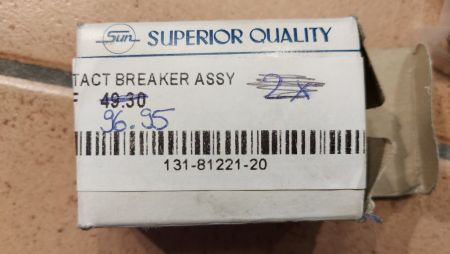 Sun SUPERIOR QUALITY
TACT BREAKER ASSY 2x
F 49.30
96.95
131-81221-20